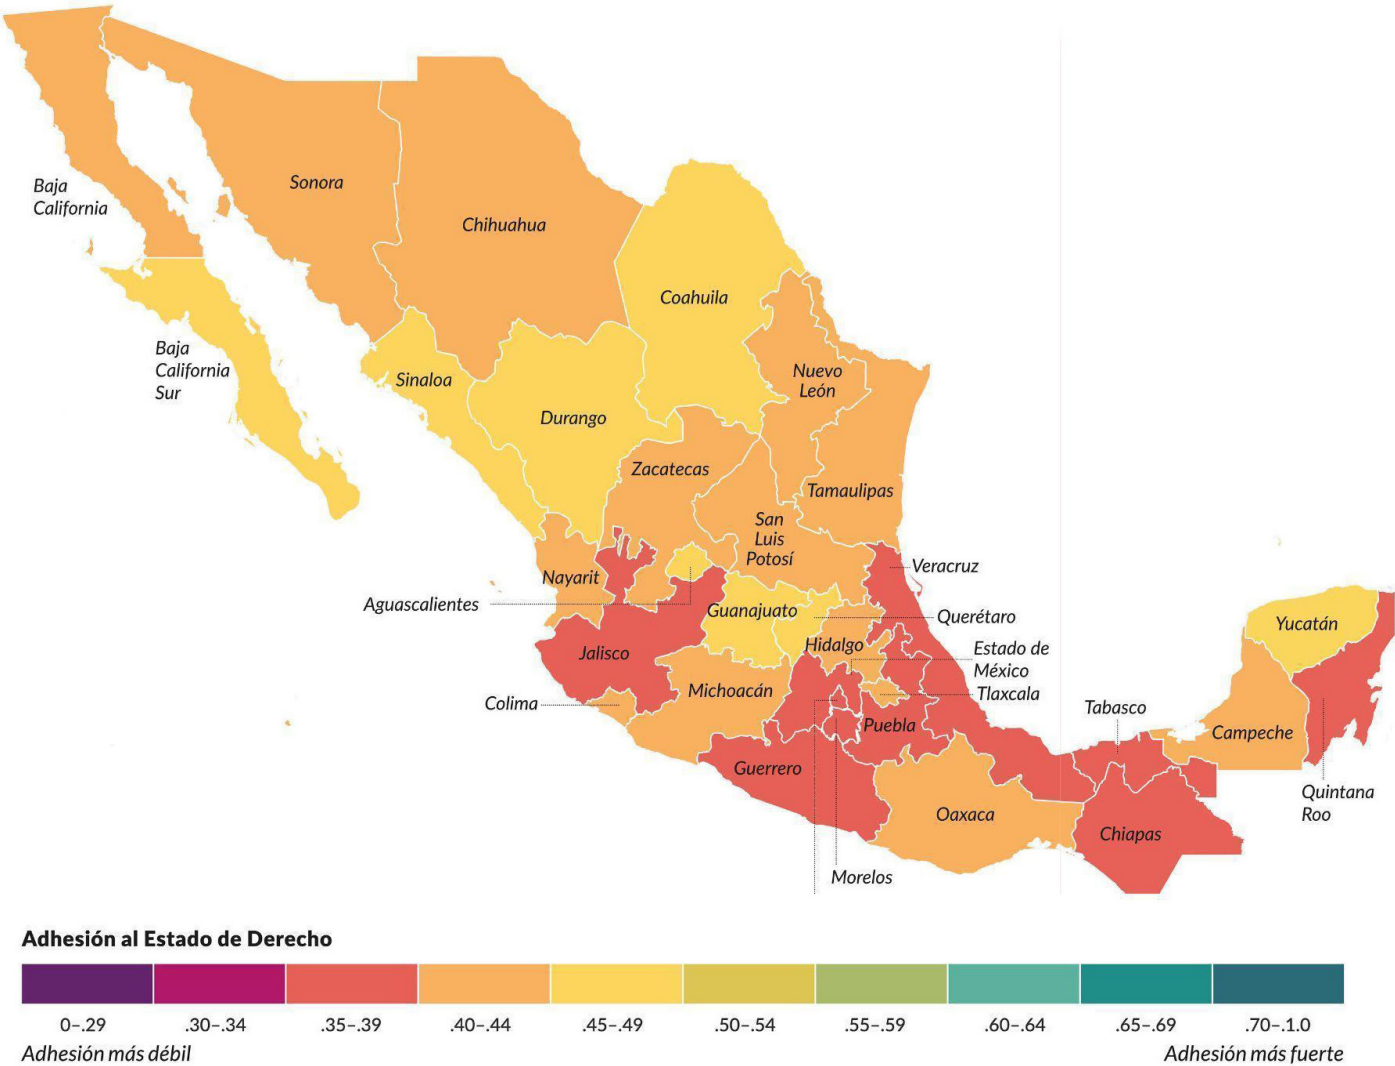 Baja
California
Sonora
Chihuahua
Coahuila
Baja
California
Sur
Sinaloa
Durango
Nuevo
León
Zacatecas
Tamaulipas
San
Luis
Potosí
Nayarit
Veracruz
Aguascalientes
Guanajuato
Querétaro
Hidalgo
Estado de
México
Jalisco
Yucatán
Michoacán
Tlaxcala
Colima
Tabasco
Puebla
Campeche
Guerrero
Quintana
Roo
Oaxaca
Chiapas
Morelos
Adhesión al Estado de Derecho
0–.29 .30–.34 .35–.39 .40–.44 .45–.49 .50–.54 .55–.59 .60–.64 .65–.69 .70–.1.0
Adhesión más débil Adhesión más fuerte